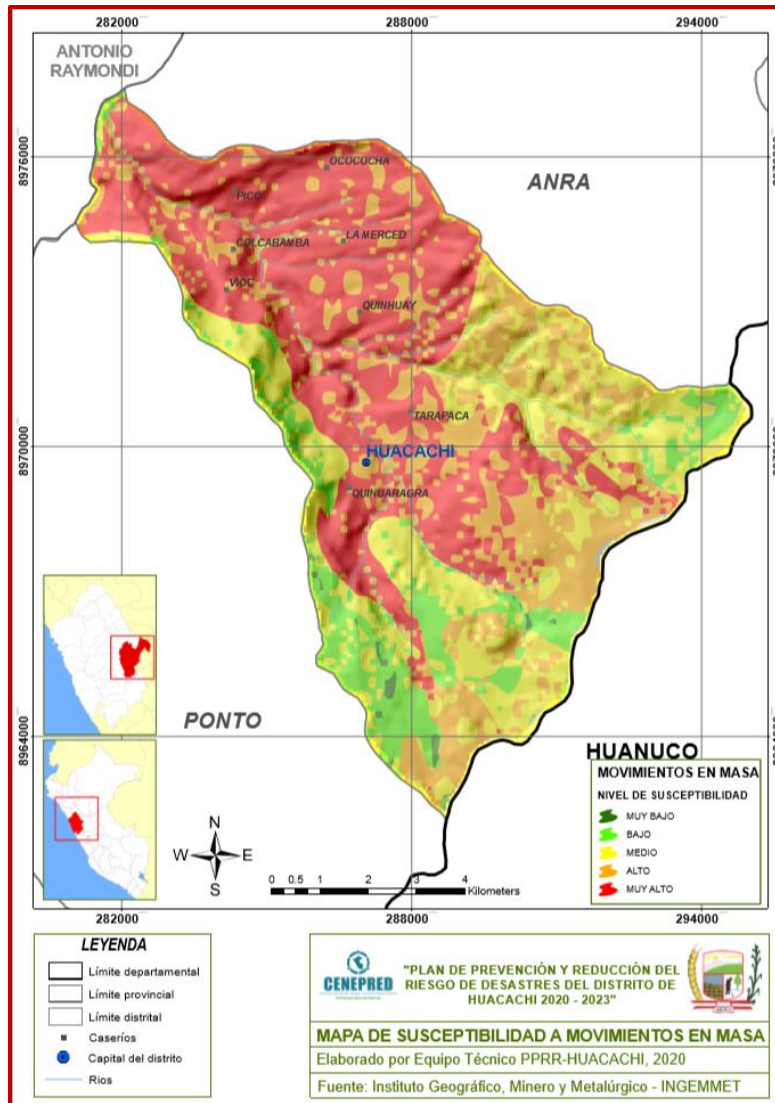 282000 288000 294000
ANTONIO
RAYMONDI
8976000
OCOCOCHA
ANRA
PICO
LA MERCED
COLCABAMBA
VIOC
QUINHUAY
TARAPACA
8970000
HUACACHI
QUINUARAGRA
PONTO
8964000
HUANUCO
MOVIMIENTOS EN MASA
NIVEL DE SUSCEPTIBILIDAD
MUY BAJO
BAJO
MEDIO
ALTO
MUY ALTO
N
W E
S
0 0.5 1 2 3 4
Kilometers
282000 288000 294000
LEYENDA
Límite departamental
Límite provincial
Límite distrital
Caseríos
Capital del distrito
Rios
CENEPRED
"PLAN DE PREVENCIÓN Y REDUCCIÓN DEL
RIESGO DE DESASTRES DEL DISTRITO DE
HUACACHI 2020 - 2023"
MAPA DE SUSCEPTIBILIDAD A MOVIMIENTOS EN MASA
Elaborado por Equipo Técnico PPRR-HUACACHI, 2020
Fuente: Instituto Geográfico, Minero y Metalúrgico - INGEMMET